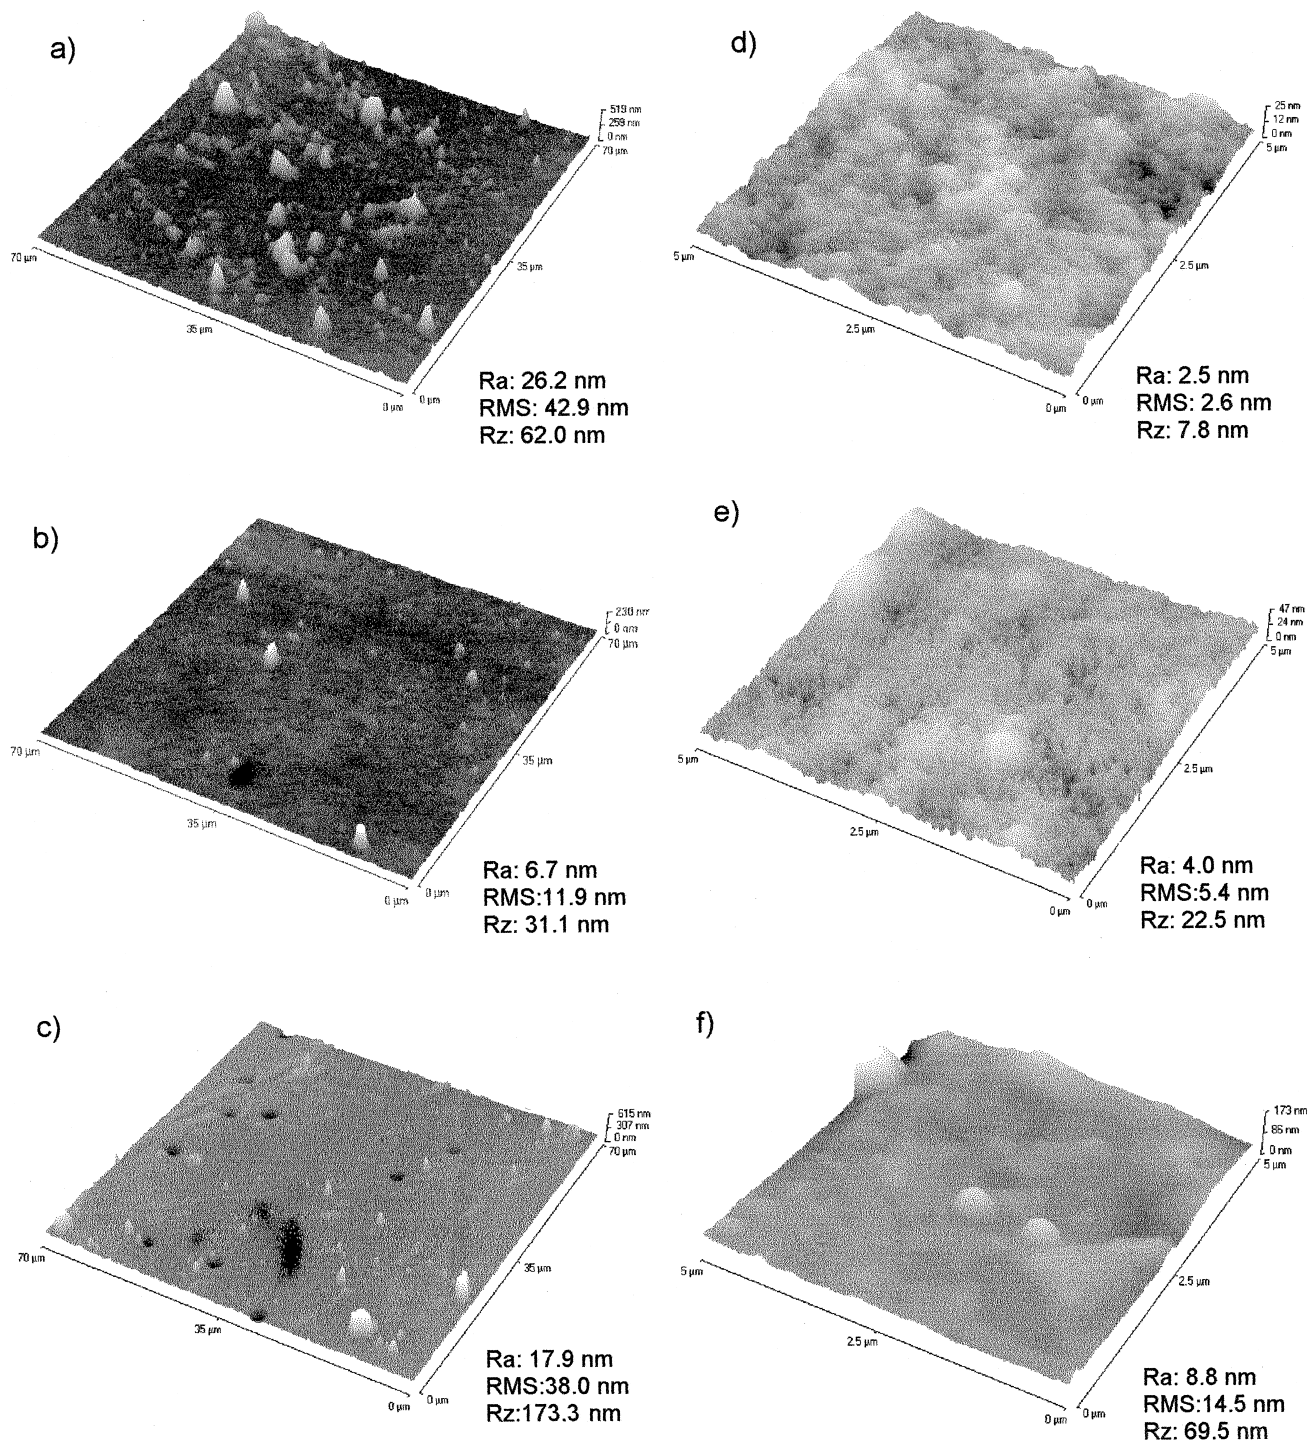 a)
519 nm
259 nm
0 nm
70 µm
70 µm
35 µm
35 µm
0 µm
0 µm
Ra: 26.2 nm
RMS: 42.9 nm
Rz: 62.0 nm
d)
25 nm
12 nm
0 nm
5 µm
5 µm
2.5 µm
2.5 µm
0 µm
0 µm
Ra: 2.5 nm
RMS: 2.6 nm
Rz: 7.8 nm
b)
230 nm
0 nm
70 µm
70 µm
35 µm
35 µm
0 µm
0 µm
Ra: 6.7 nm
RMS:11.9 nm
Rz: 31.1 nm
e)
47 nm
24 nm
0 nm
5 µm
5 µm
2.5 µm
2.5 µm
0 µm
0 µm
Ra: 4.0 nm
RMS:5.4 nm
Rz: 22.5 nm
c)
615 nm
307 nm
0 nm
70 µm
70 µm
35 µm
35 µm
0 µm
0 µm
Ra: 17.9 nm
RMS:38.0 nm
Rz:173.3 nm
f)
173 nm
86 nm
0 nm
5 µm
5 µm
2.5 µm
2.5 µm
0 µm
0 µm
Ra: 8.8 nm
RMS:14.5 nm
Rz: 69.5 nm